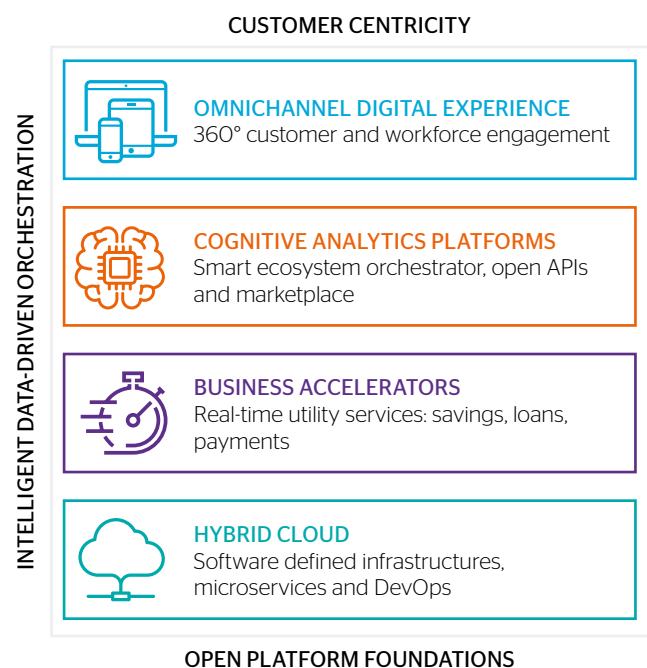 CUSTOMER CENTRICITY
INTELLIGENT DATA-DRIVEN ORCHESTRATION
OMNICHANNEL DIGITAL EXPERIENCE
360° customer and workforce engagement
COGNITIVE ANALYTICS PLATFORMS
Smart ecosystem orchestrator, open APIs
and marketplace
BUSINESS ACCELERATORS
Real-time utility services: savings, loans,
payments
HYBRID CLOUD
Software defined infrastructures,
microservices and DevOps
OPEN PLATFORM FOUNDATIONS